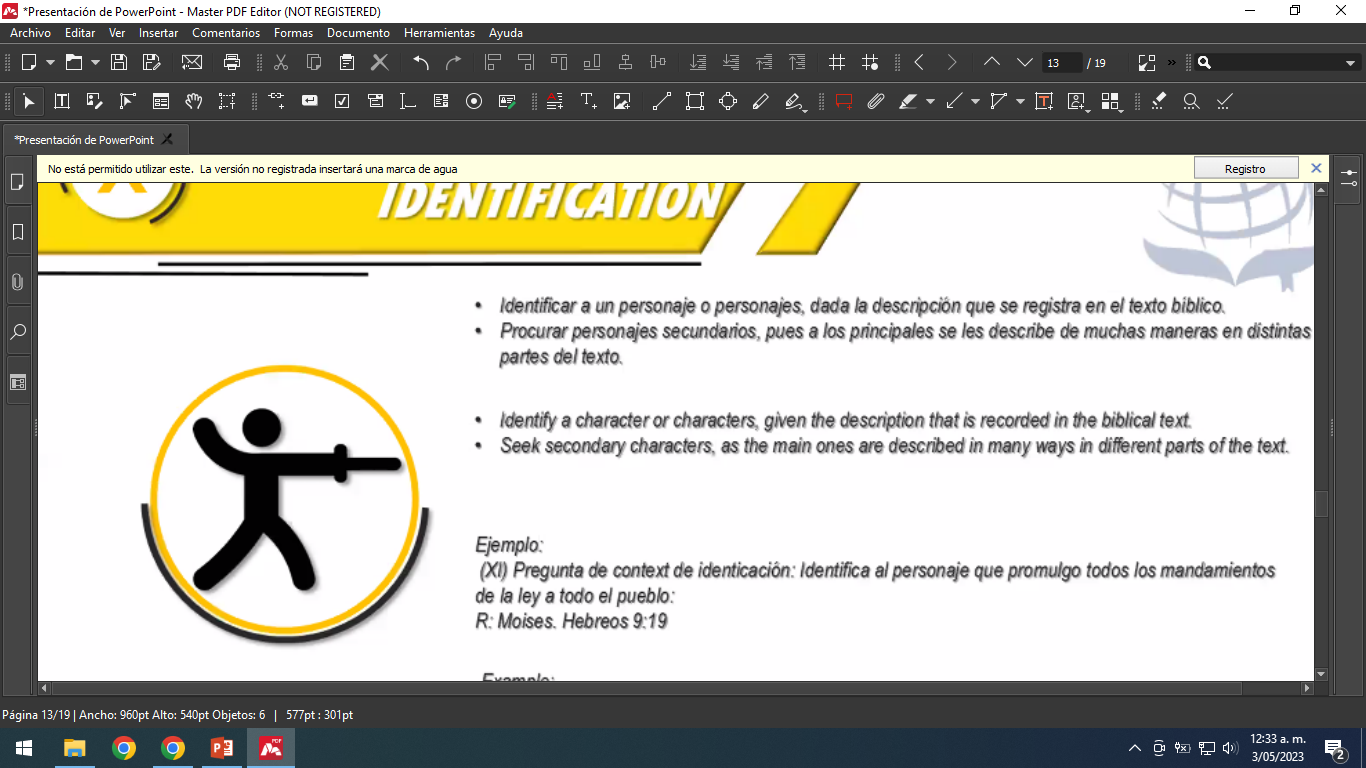 *Presentación de PowerPoint - Master PDF Editor (NOT REGISTERED)
Archivo Editar Ver Insertar Comentarios Formas Documento Herramientas Ayuda
13 / 19
*Presentación de PowerPoint
No está permitido utilizar este. La versión no registrada insertará una marca de agua
Registro
IDENTIFICATION
• Identificar a un personaje o personajes, dada la descripción que se registra en el texto bíblico.
• Procurar personajes secundarios, pues a los principales se les describe de muchas maneras en distintas
partes del texto.
• Identify a character or characters, given the description that is recorded in the biblical text.
• Seek secondary characters, as the main ones are described in many ways in different parts of the text.
Ejemplo:
(XI) Pregunta de context de identicación: Identifica al personaje que promulgo todos los mandamientos
de la ley a todo el pueblo:
R: Moises. Hebreos 9:19
Example:
Página 13/19 | Ancho: 960pt Alto: 540pt Objetos: 6 | 577pt : 301pt
12:33 a. m.
3/05/2023
2